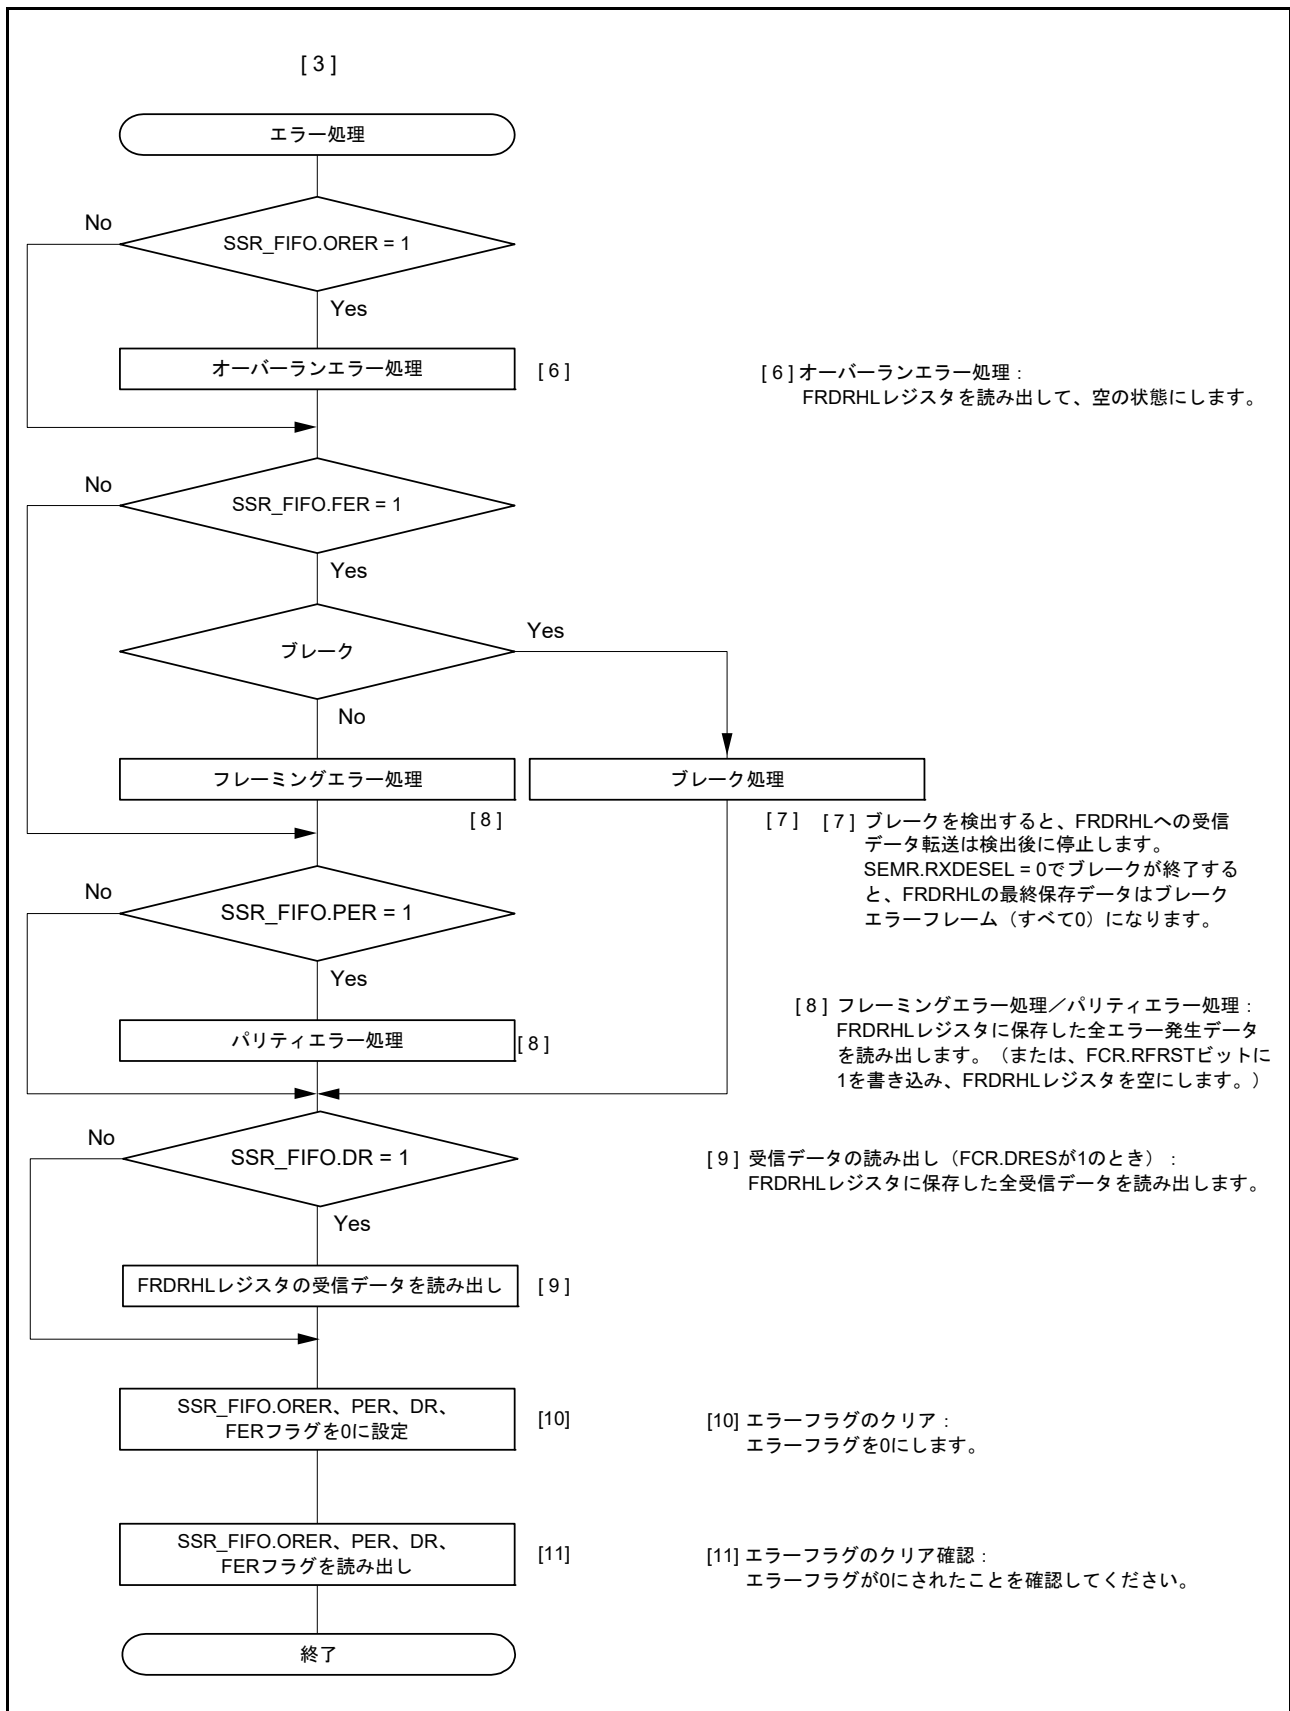 [ 3 ]
エラー処理
No
SSR_FIFO.ORER = 1
Yes
オーバーランエラー処理
[ 6 ]
[ 6 ] オーバーランエラー処理：
FRDRHLレジスタを読み出して、空の状態にします。
No
SSR_FIFO.FER = 1
Yes
ブレーク
Yes
No
フレーミングエラー処理
ブレーク処理
[ 8 ]
[ 7 ]
[ 7 ] ブレークを検出すると、FRDRHLへの受信
データ転送は検出後に停止します。
SEMR.RXDESEL = 0でブレークが終了する
と、FRDRHLの最終保存データはブレーク
エラーフレーム（すべて0）になります。
No
SSR_FIFO.PER = 1
Yes
パリティエラー処理
[ 8 ]
[ 8 ] フレーミングエラー処理／パリティエラー処理：
FRDRHLレジスタに保存した全エラー発生データ
を読み出します。（または、FCR.RFRSTビットに
1を書き込み、FRDRHLレジスタを空にします。）
No
SSR_FIFO.DR = 1
Yes
[ 9 ] 受信データの読み出し（FCR.DRESが1のとき）：
FRDRHLレジスタに保存した全受信データを読み出します。
FRDRHLレジスタの受信データを読み出し
[ 9 ]
SSR_FIFO.ORER、PER、DR、
FERフラグを0に設定
[10]
[10] エラーフラグのクリア：
エラーフラグを0にします。
SSR_FIFO.ORER、PER、DR、
FERフラグを読み出し
[11]
[11] エラーフラグのクリア確認：
エラーフラグが0にされたことを確認してください。
終了